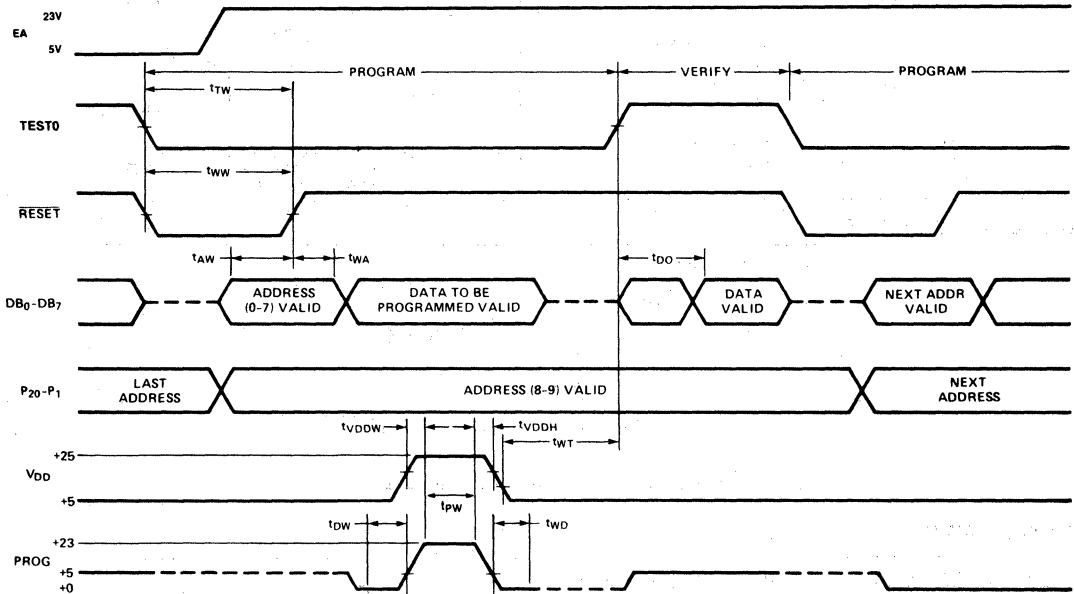 23V
EA
5V
PROGRAM
VERIFY
PROGRAM
tTW
TEST0
tWW
RESET
tAW
tWA
tDO
DB0-DB7
ADDRESS
(0-7) VALID
DATA TO BE
PROGRAMMED VALID
DATA
VALID
NEXT ADDR
VALID
P20-P1
LAST
ADDRESS
ADDRESS (8-9) VALID
NEXT
ADDRESS
tVDDW
tVDDH
tWT
+25
VDD
+5
tPW
tDW
tWD
+23
PROG
+5
+0